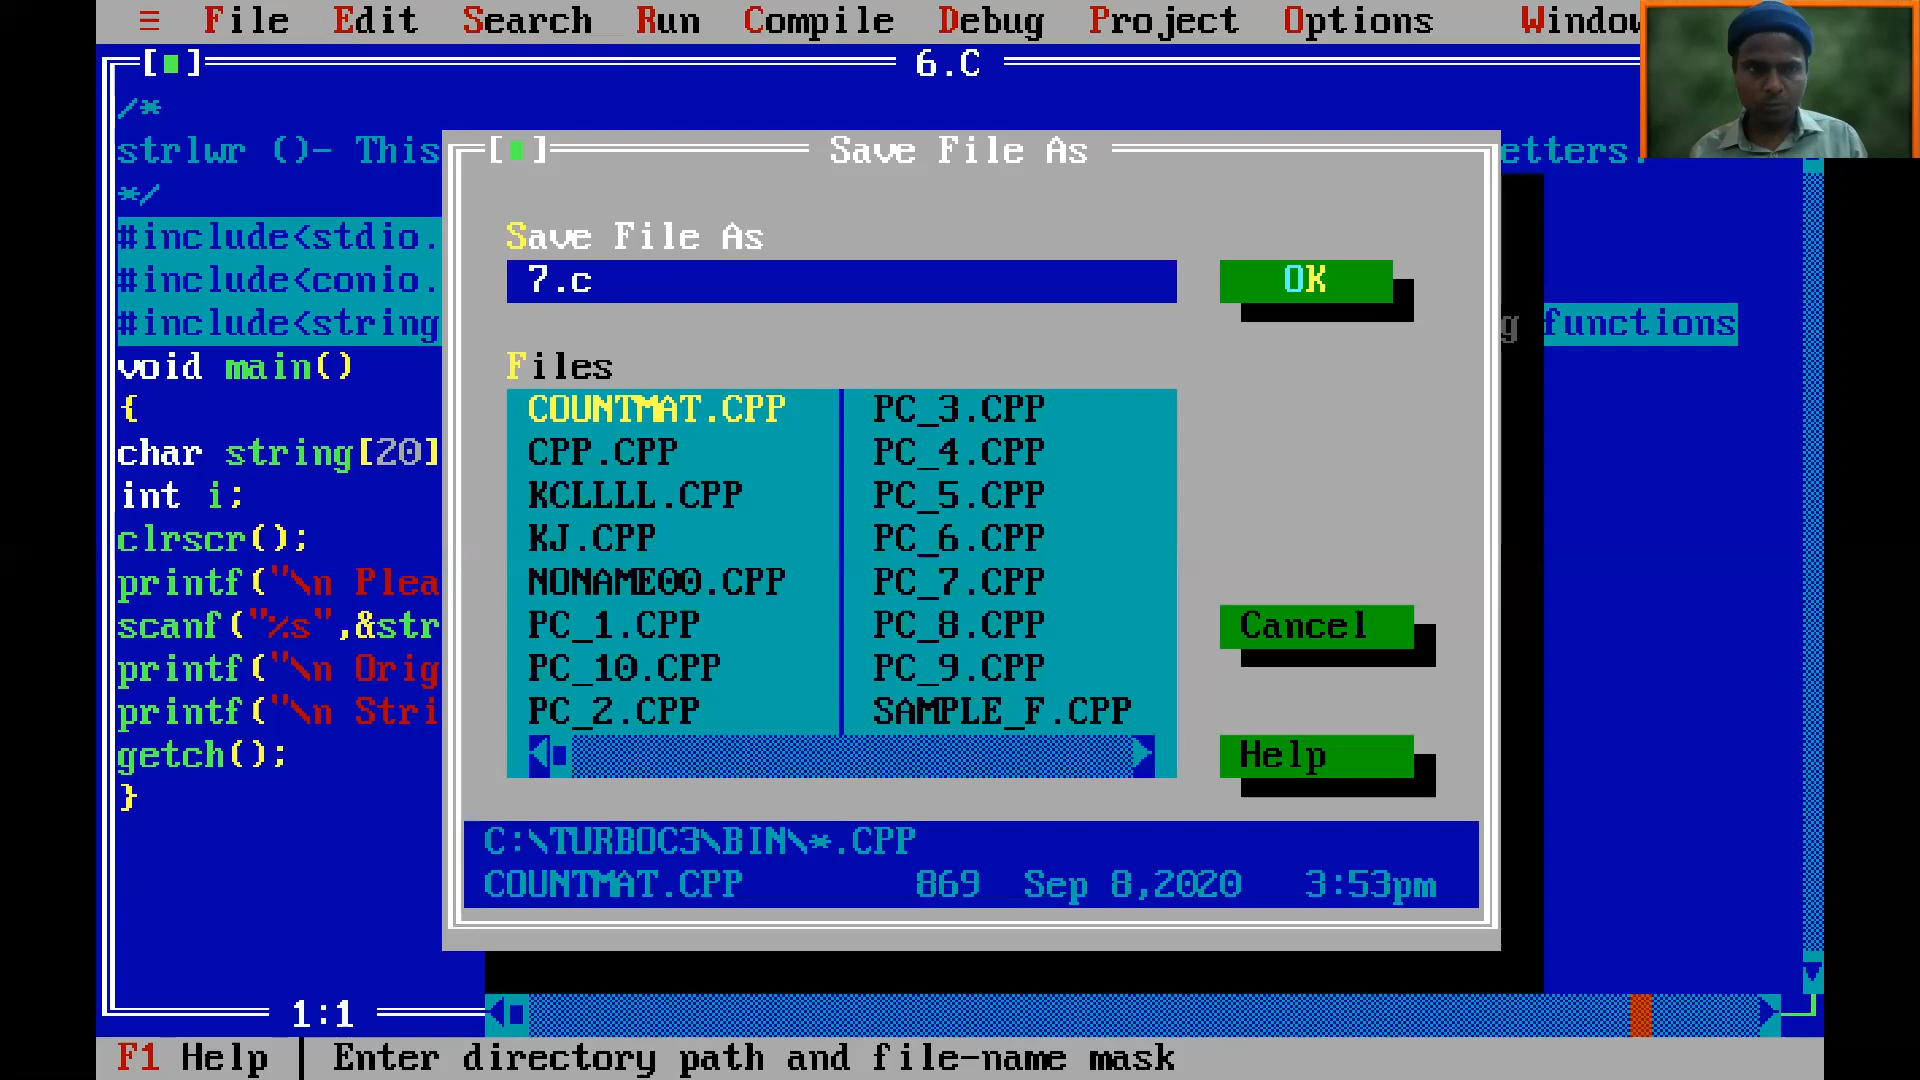 ≡ File Edit Search Run Compile Debug Project Options Window
[■] 6.C
/*
strlwr ()- This etters.
*/
#include<stdio.
#include<conio.
#include<string g functions
void main()
{
char string[20]
int i;
clrscr();
printf("\n Plea
scanf("%s",&str
printf("\n Orig
printf("\n Stri
getch();
}
[■] Save File As
Save File As
7.c OK
Files
COUNTMAT.CPP PC_3.CPP
CPP.CPP PC_4.CPP
KCLLLL.CPP PC_5.CPP
KJ.CPP PC_6.CPP
NONAME00.CPP PC_7.CPP
PC_1.CPP PC_8.CPP
PC_10.CPP PC_9.CPP
PC_2.CPP SAMPLE_F.CPP
Cancel
Help
C:\TURBOC3\BIN\*.CPP
COUNTMAT.CPP 869 Sep 8,2020 3:53pm
1:1
F1 Help | Enter directory path and file-name mask